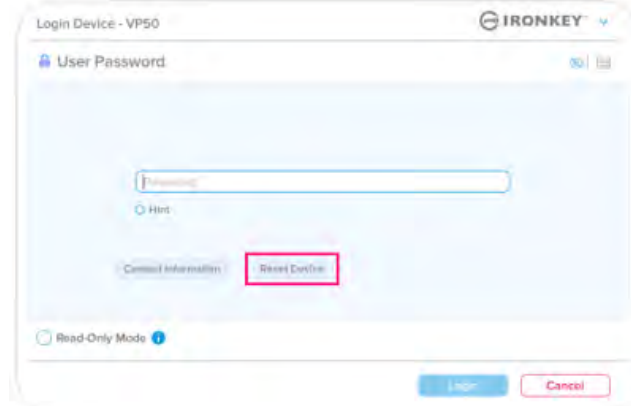 Login Device - VP50
IRONKEY
User Password
Password
Hint
Contact Information
Reset Device
Read-Only Mode
Login
Cancel